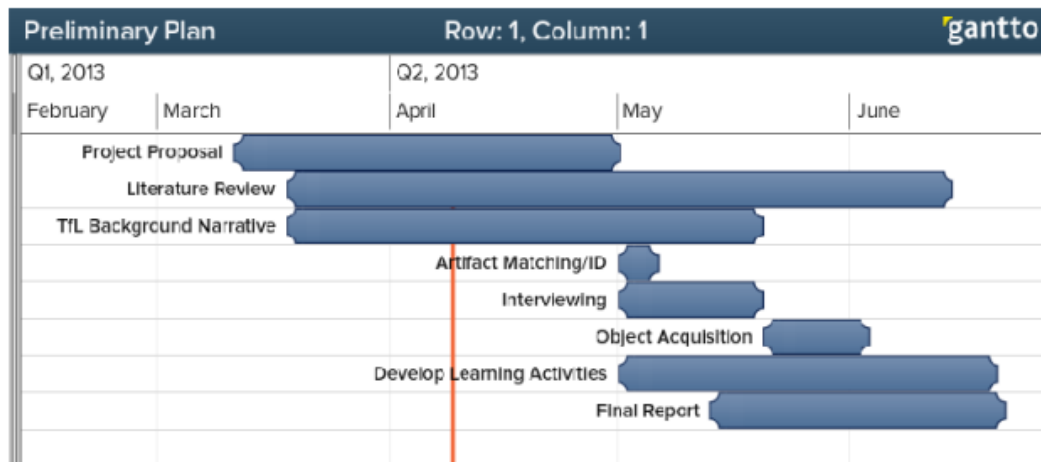 Preliminary Plan Row: 1, Column: 1 gantto
Q1, 2013 Q2, 2013
February March April May June
Project Proposal
Literature Review
TfL Background Narrative
Artifact Matching/ID
Interviewing
Object Acquisition
Develop Learning Activities
Final Report